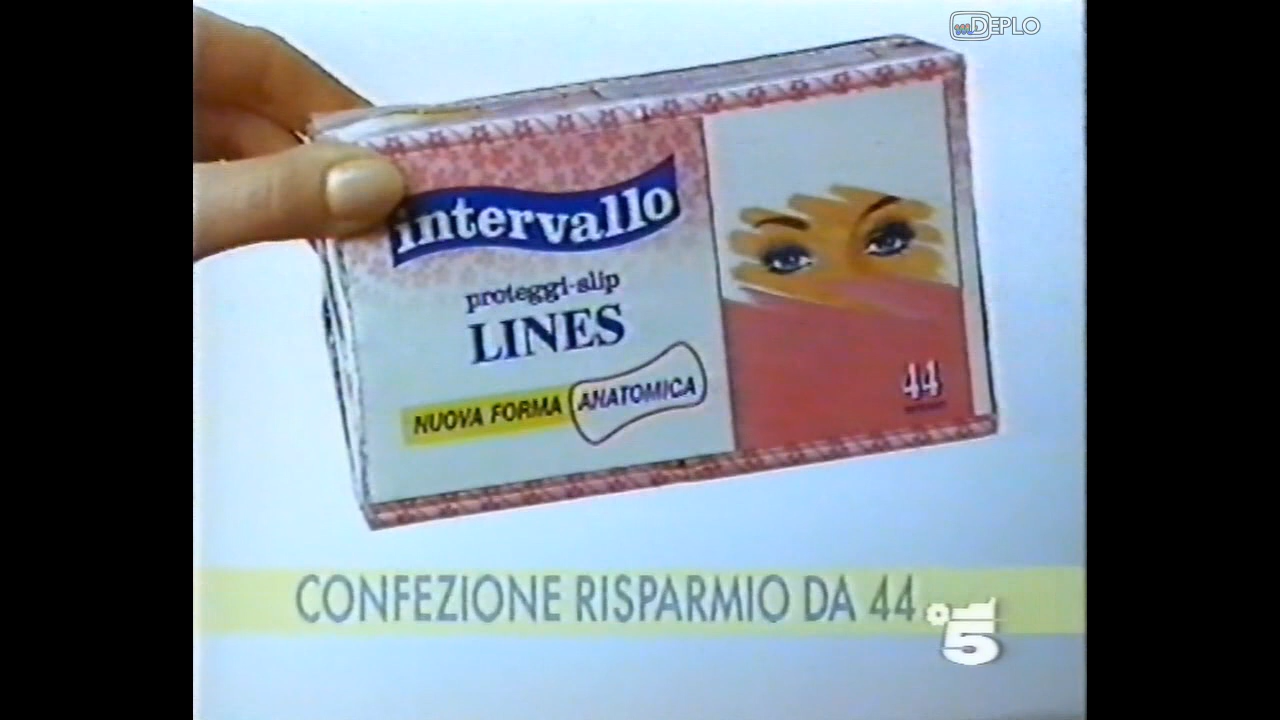 DEPLO
intervallo
proteggi-slip
LINES
NUOVA FORMA ANATOMICA
44
CONFEZIONE RISPARMIO DA 44
5